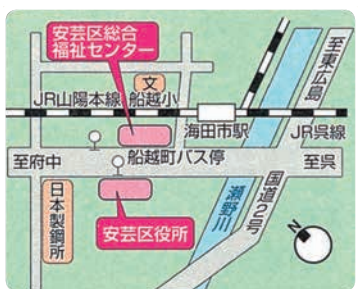 安芸区総合
福祉センター
文
JR山陽本線 船越小
海田市駅
JR呉線
至東広島
至府中
船越町バス停
至呉
日本製鋼所
安芸区役所
瀬野川
国道2号
N